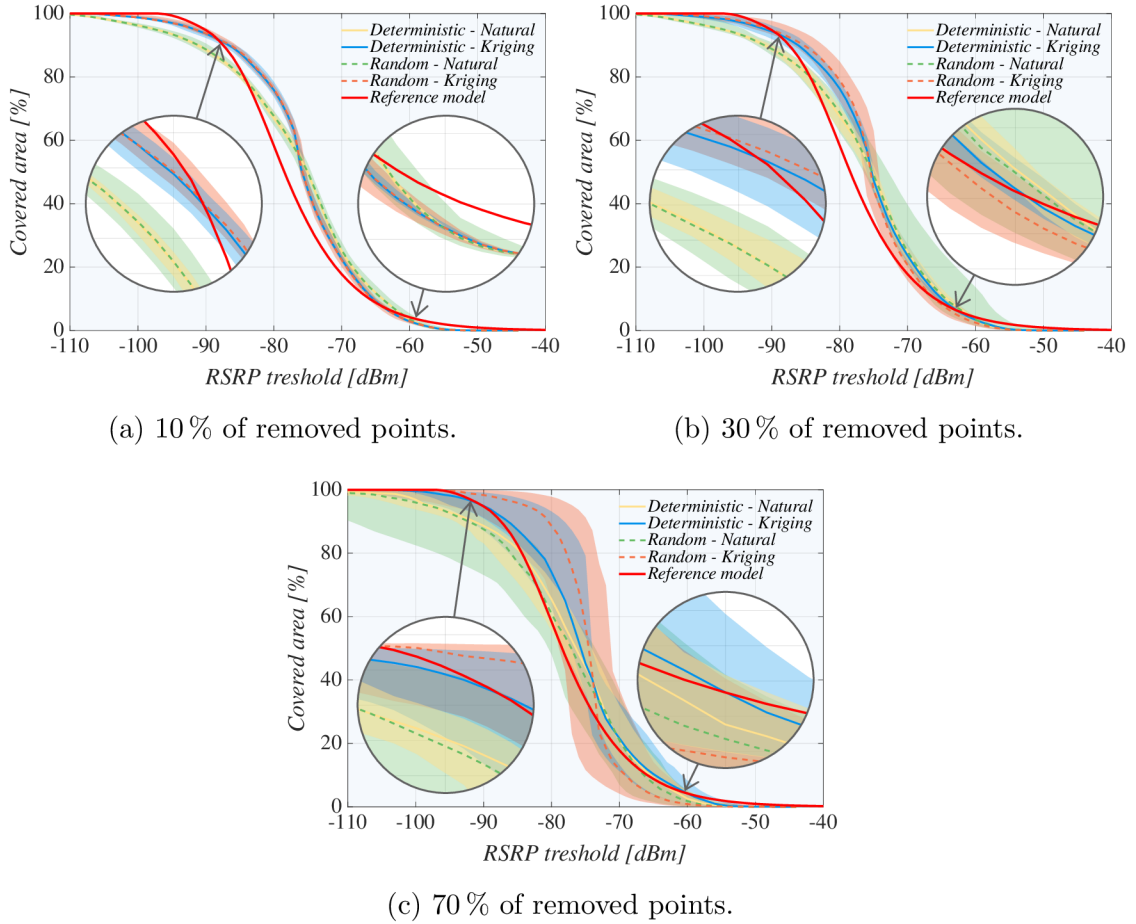 Covered area [%]
100
80
60
40
20
0
Deterministic - Natural
Deterministic - Kriging
Random - Natural
Random - Kriging
Reference model
-110 -100 -90 -80 -70 -60 -50 -40
RSRP treshold [dBm]
(a) 10 % of removed points.
Covered area [%]
100
80
60
40
20
0
Deterministic - Natural
Deterministic - Kriging
Random - Natural
Random - Kriging
Reference model
-110 -100 -90 -80 -70 -60 -50 -40
RSRP treshold [dBm]
(b) 30 % of removed points.
Covered area [%]
100
80
60
40
20
0
Deterministic - Natural
Deterministic - Kriging
Random - Natural
Random - Kriging
Reference model
-110 -100 -90 -80 -70 -60 -50 -40
RSRP treshold [dBm]
(c) 70 % of removed points.